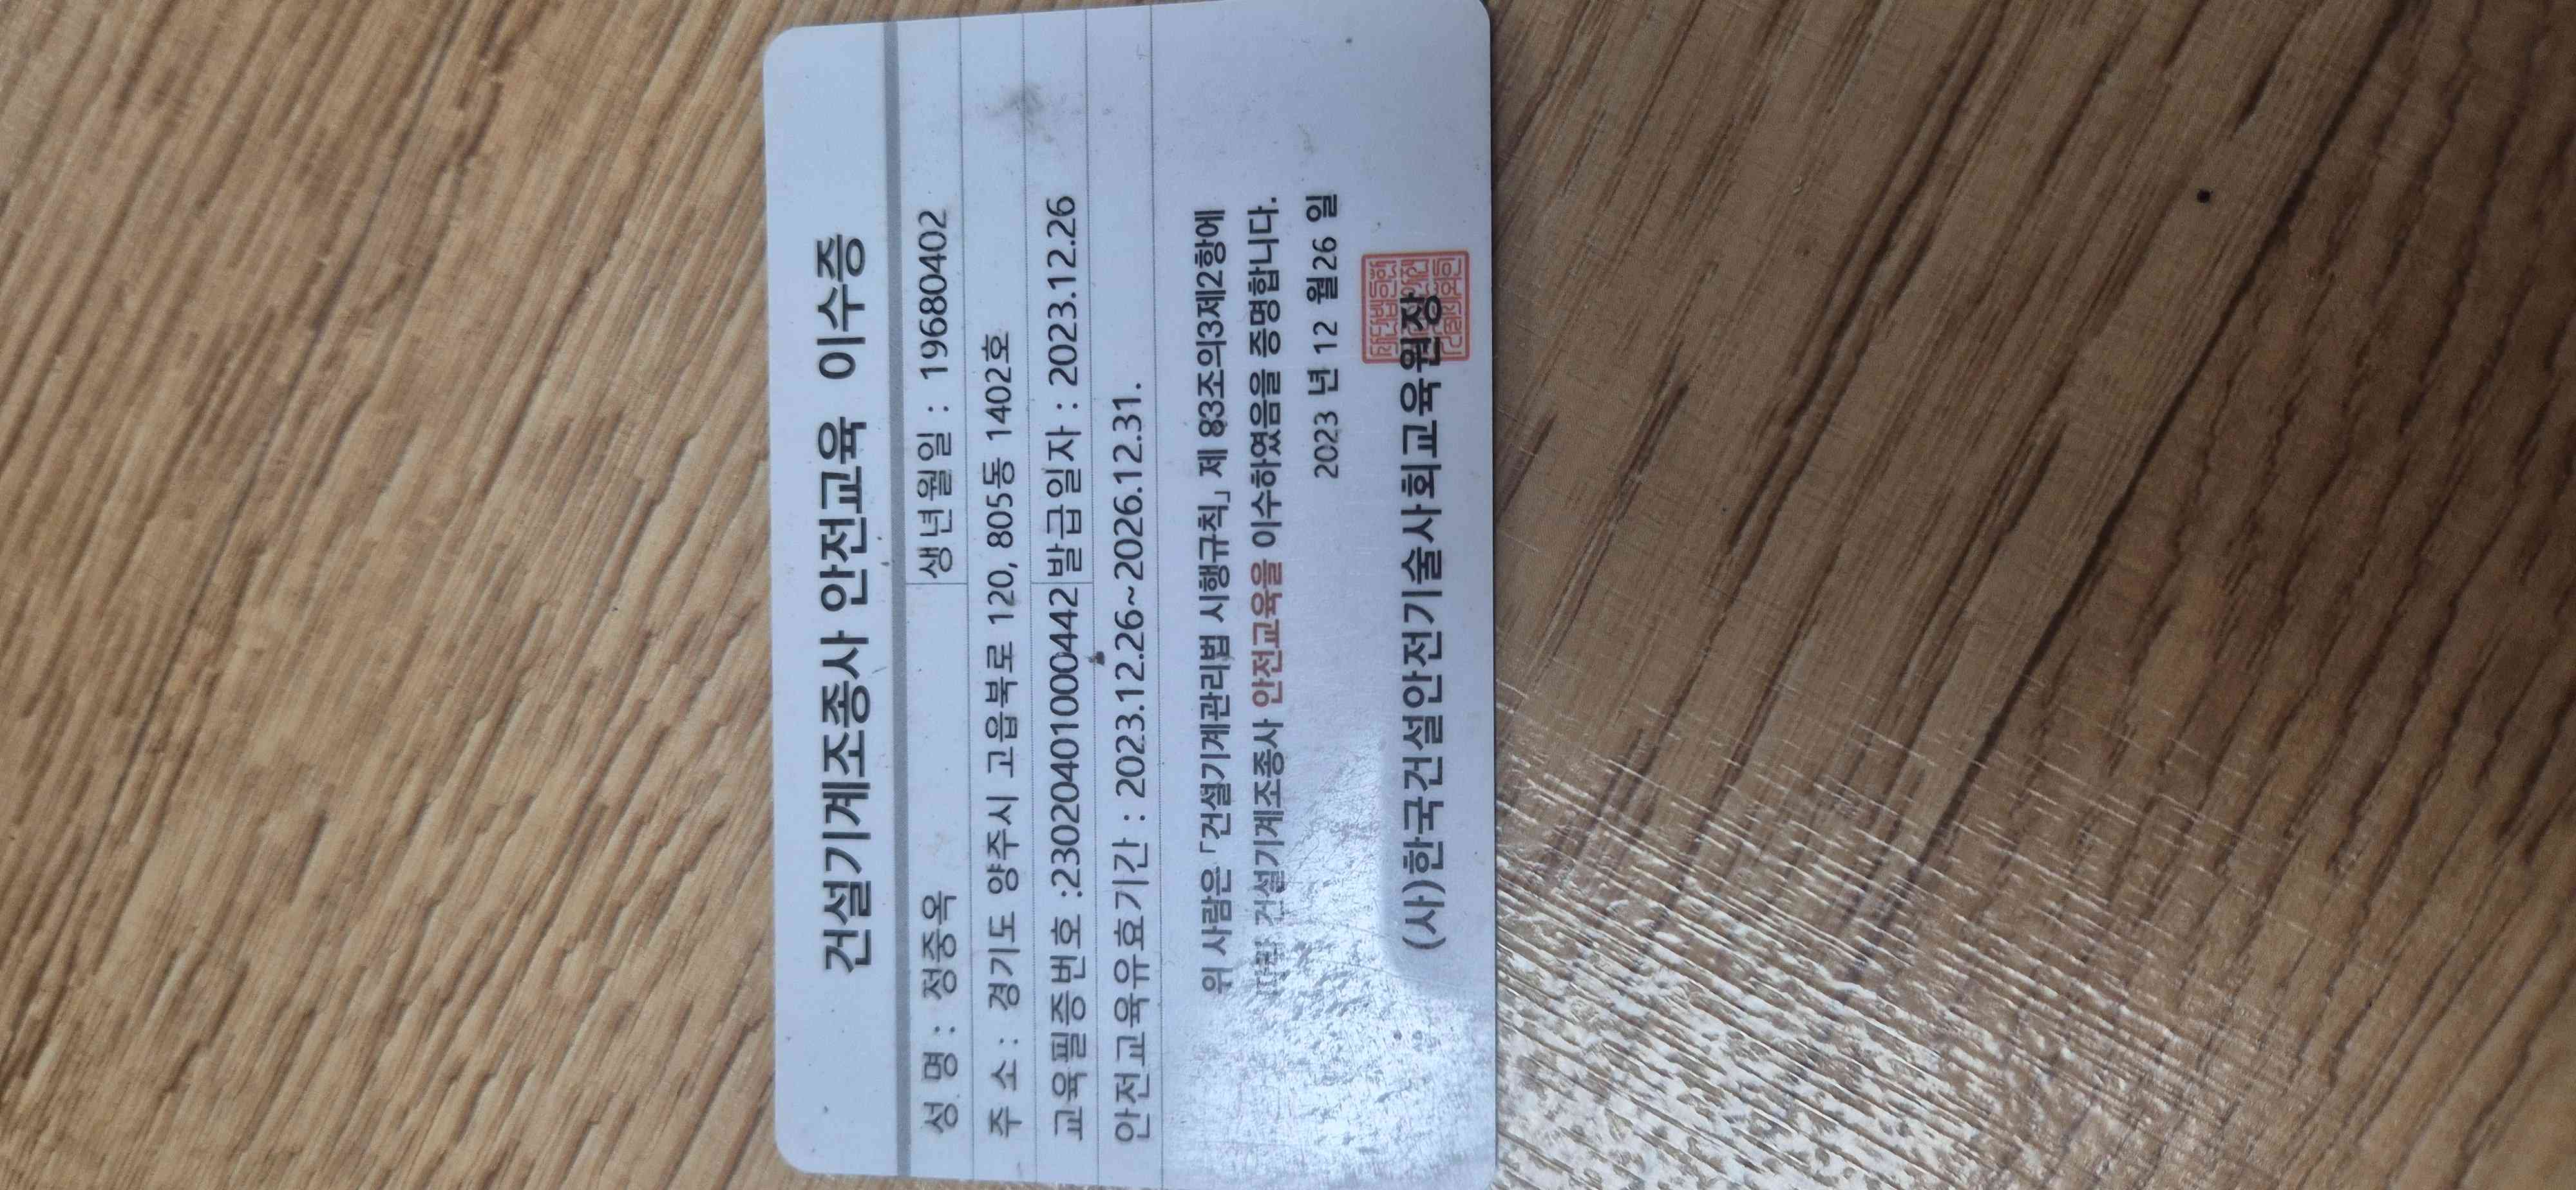 건설기계조종사 안전교육 이수증
성 명 : 정중옥 생년월일 : 19680402
주 소 : 경기도 양주시 고읍북로 120, 805동 1402호
교육필증번호 :2302040100​0442 발급일자 : 2023.12.26
안전교육유효기간 : 2023.12.26~2026.12.31.
위 사람은 「건설기계관리법 시행규칙」 제 83조의3제2항에
따라 건설기계조종사 안전교육을 이수하였음을 증명합니다.
2023 년 12 월26 일
(사)한국건설안전기술사회교육원장